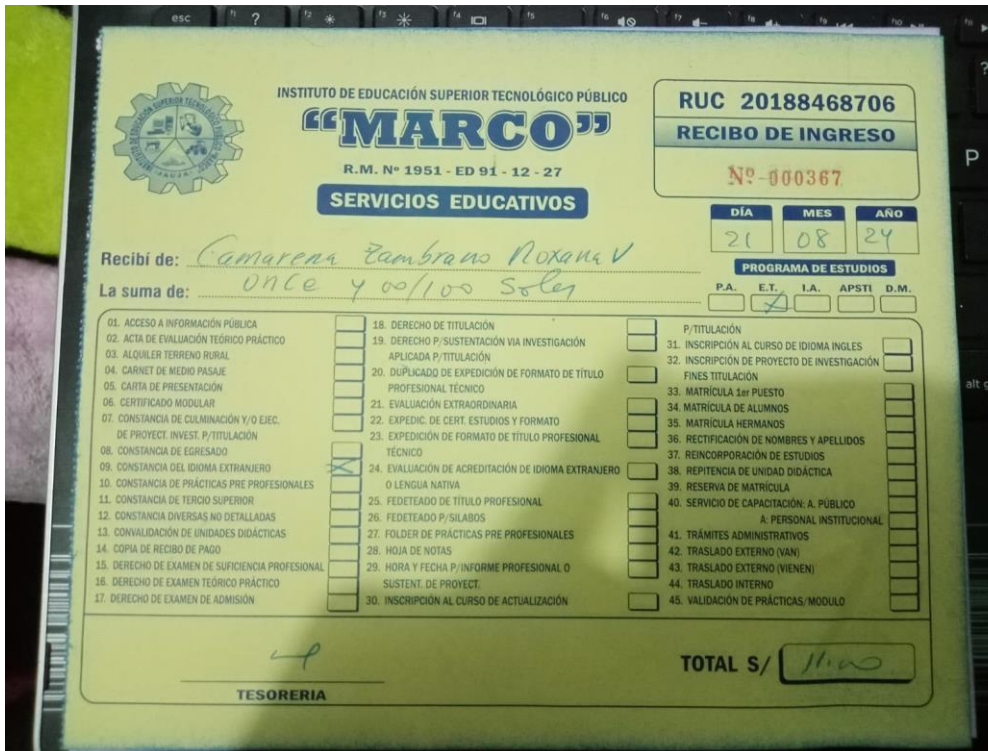 esc f1 ? f2 f3 f4 f5 f6 f7 f8 f9 f10
INSTITUTO DE EDUCACIÓN SUPERIOR TECNOLÓGICO PÚBLICO
“MARCO”
R.M. Nº 1951 - ED 91 - 12 - 27
SERVICIOS EDUCATIVOS
RUC 20188468706
RECIBO DE INGRESO
Nº-000367
DÍA MES AÑO
21 08 24
Recibí de: Camarena Zambrano Roxana V
La suma de: Once y 00/100 Soles
PROGRAMA DE ESTUDIOS
P.A. E.T. I.A. APSTI D.M.
X
01. ACCESO A INFORMACIÓN PÚBLICA
02. ACTA DE EVALUACIÓN TEÓRICO PRÁCTICO
03. ALQUILER TERRENO RURAL
04. CARNET DE MEDIO PASAJE
05. CARTA DE PRESENTACIÓN
06. CERTIFICADO MODULAR
07. CONSTANCIA DE CULMINACIÓN Y/O EJEC.
DE PROYECT. INVEST. P/TITULACIÓN
08. CONSTANCIA DE EGRESADO
09. CONSTANCIA DEL IDIOMA EXTRANJERO X
10. CONSTANCIA DE PRÁCTICAS PRE PROFESIONALES
11. CONSTANCIA DE TERCIO SUPERIOR
12. CONSTANCIA DIVERSAS NO DETALLADAS
13. CONVALIDACIÓN DE UNIDADES DIDÁCTICAS
14. COPIA DE RECIBO DE PAGO
15. DERECHO DE EXAMEN DE SUFICIENCIA PROFESIONAL
16. DERECHO DE EXAMEN TEÓRICO PRÁCTICO
17. DERECHO DE EXAMEN DE ADMISIÓN
18. DERECHO DE TITULACIÓN
19. DERECHO P/SUSTENTACIÓN VIA INVESTIGACIÓN
APLICADA P/TITULACIÓN
20. DUPLICADO DE EXPEDICIÓN DE FORMATO DE TÍTULO
PROFESIONAL TÉCNICO
21. EVALUACIÓN EXTRAORDINARIA
22. EXPEDIC. DE CERT. ESTUDIOS Y FORMATO
23. EXPEDICIÓN DE FORMATO DE TÍTULO PROFESIONAL
TÉCNICO
24. EVALUACIÓN DE ACREDITACIÓN DE IDIOMA EXTRANJERO
O LENGUA NATIVA
25. FEDETEADO DE TÍTULO PROFESIONAL
26. FEDETEADO P/SILABOS
27. FOLDER DE PRÁCTICAS PRE PROFESIONALES
28. HOJA DE NOTAS
29. HORA Y FECHA P/INFORME PROFESIONAL O
SUSTENT. DE PROYECT.
30. INSCRIPCIÓN AL CURSO DE ACTUALIZACIÓN
P/TITULACIÓN
31. INSCRIPCIÓN AL CURSO DE IDIOMA INGLES
32. INSCRIPCIÓN DE PROYECTO DE INVESTIGACIÓN
FINES TITULACIÓN
33. MATRÍCULA 1er PUESTO
34. MATRÍCULA DE ALUMNOS
35. MATRÍCULA HERMANOS
36. RECTIFICACIÓN DE NOMBRES Y APELLIDOS
37. REINCORPORACIÓN DE ESTUDIOS
38. REPITENCIA DE UNIDAD DIDÁCTICA
39. RESERVA DE MATRÍCULA
40. SERVICIO DE CAPACITACIÓN: A. PÚBLICO
A: PERSONAL INSTITUCIONAL
41. TRÁMITES ADMINISTRATIVOS
42. TRASLADO EXTERNO (VAN)
43. TRASLADO EXTERNO (VIENEN)
44. TRASLADO INTERNO
45. VALIDACIÓN DE PRÁCTICAS/MODULO
TESORERIA
TOTAL S/ 11.00
P
alt g